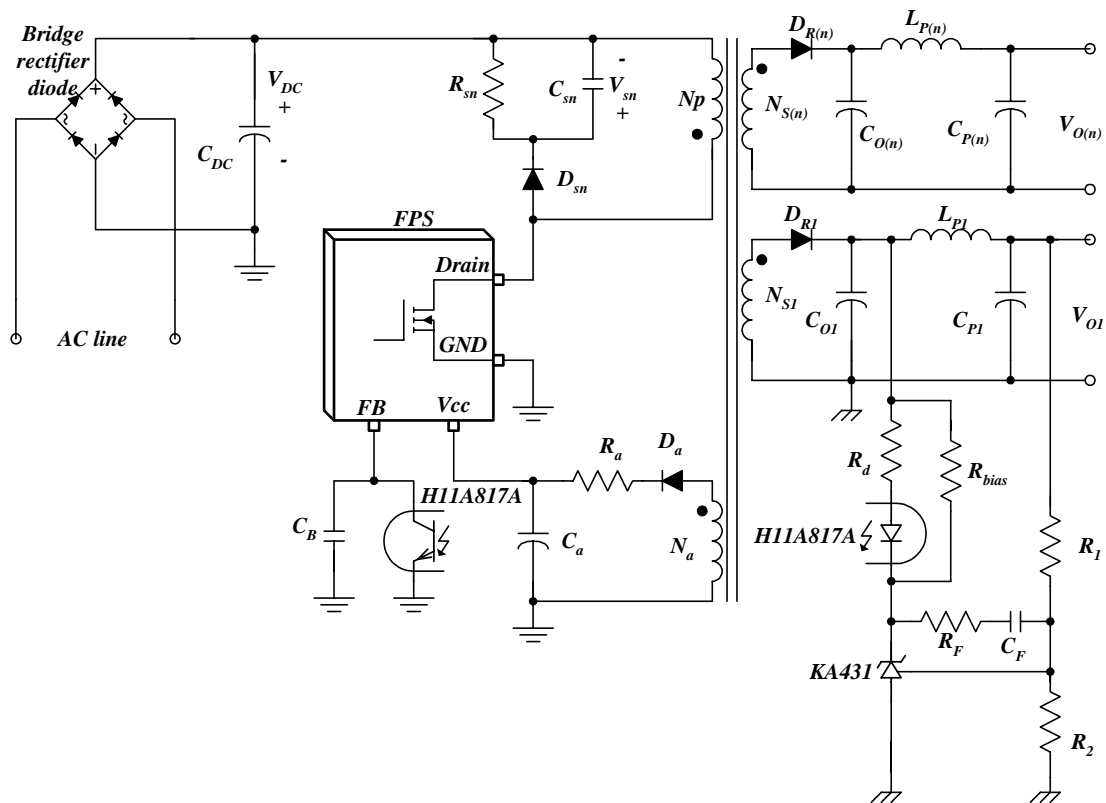 Bridge
rectifier
diode
V_DC
+
C_DC
-
AC line
R_sn
C_sn
-
V_sn
+
D_sn
Np
FPS
Drain
GND
FB
Vcc
C_B
H11A817A
R_a
D_a
C_a
N_a
D_R(n)
L_P(n)
N_S(n)
C_O(n)
C_P(n)
V_O(n)
D_R1
L_P1
N_S1
C_O1
C_P1
V_O1
R_d
R_bias
H11A817A
R_1
R_F
C_F
KA431
R_2